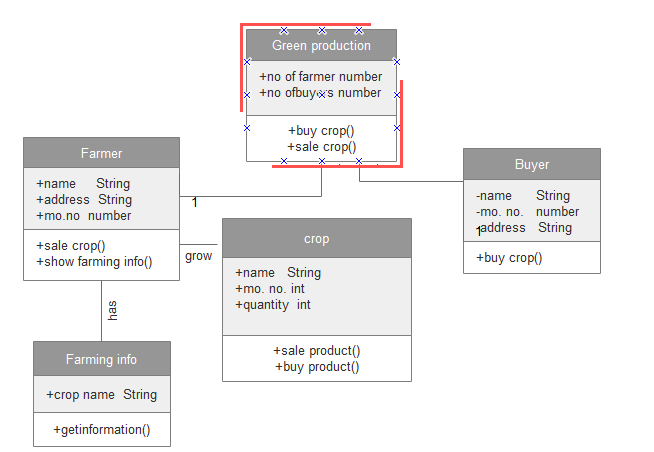 Green production
+no of farmer number
+no ofbuyers number
+buy crop()
+sale crop()
Farmer
+name String
+address String
+mo.no number
+sale crop()
+show farming info()
1
Buyer
-name String
-mo. no. number
-address String
1
+buy crop()
crop
+name String
+mo. no. int
+quantity int
+sale product()
+buy product()
grow
has
Farming info
+crop name String
+getinformation()